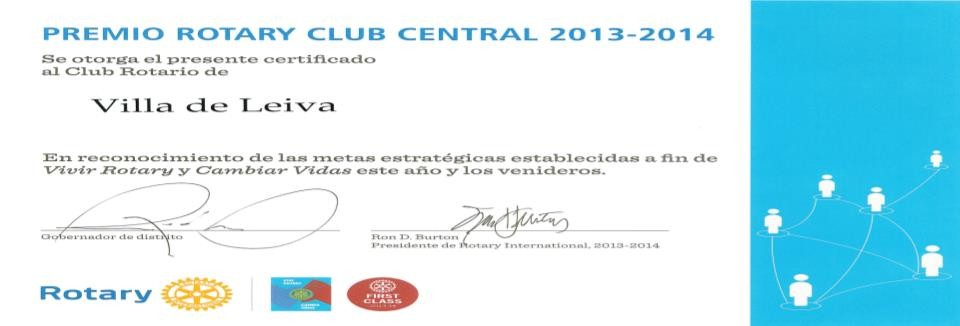 PREMIO ROTARY CLUB CENTRAL 2013-2014
Se otorga el presente certificado
al Club Rotario de
Villa de Leiva
En reconocimiento de las metas estratégicas establecidas a fin de
Vivir Rotary y Cambiar Vidas este año y los venideros.
Gobernador de distrito
Ron D. Burton
Presidente de Rotary International, 2013-2014
Rotary
FIRST
CLASS